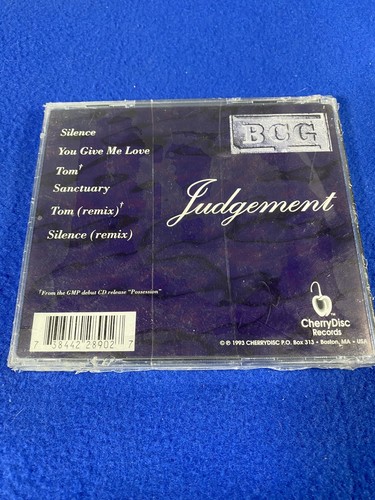 BCG
Silence
You Give Me Love
Tom†
Sanctuary
Tom (remix)†
Silence (remix)
Judgement
†From the GMP debut CD release "Possession"
CherryDisc
Records
7 38442 28902 7
© ℗ 1993 CHERRYDISC P.O. Box 313 • Boston, MA • USA